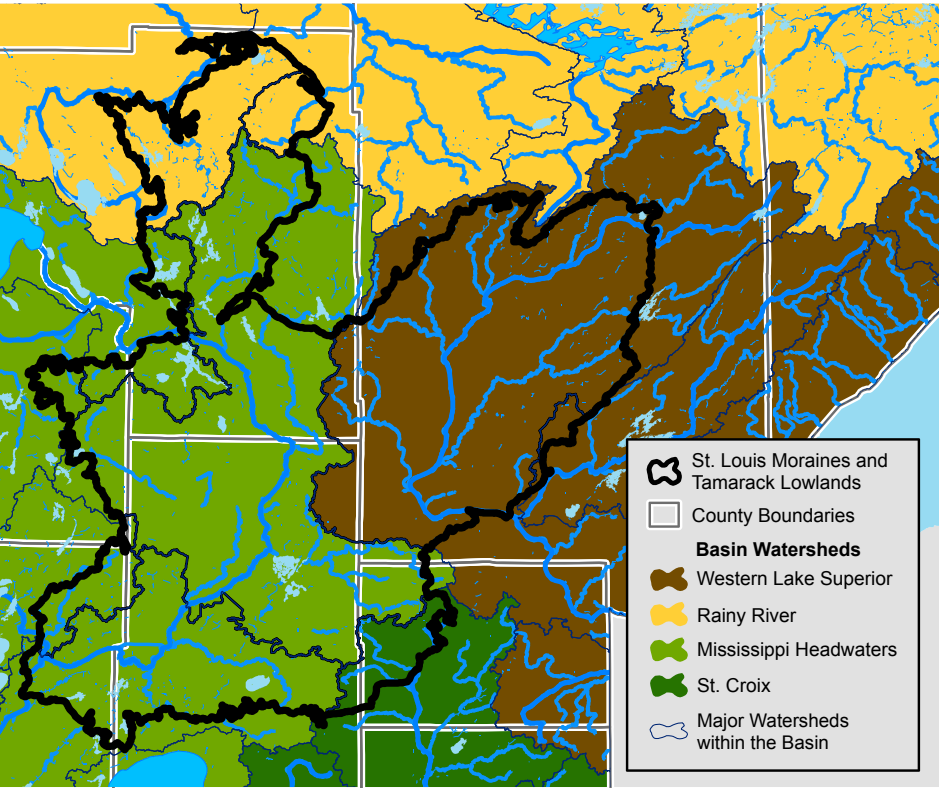 St. Louis Moraines and
Tamarack Lowlands
County Boundaries
Basin Watersheds
Western Lake Superior
Rainy River
Mississippi Headwaters
St. Croix
Major Watersheds
within the Basin